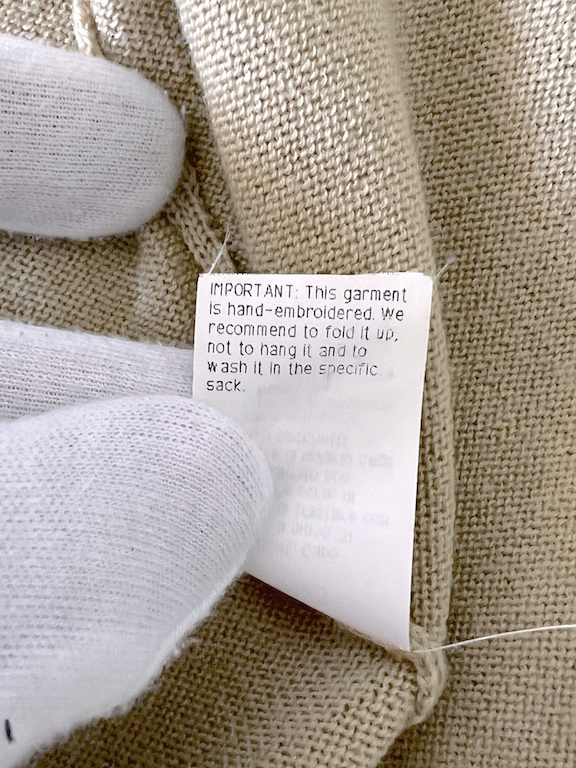 IMPORTANT: This garment
is hand-embroidered. We
recommend to fold it up,
not to hang it and to
wash it in the specific
sack.